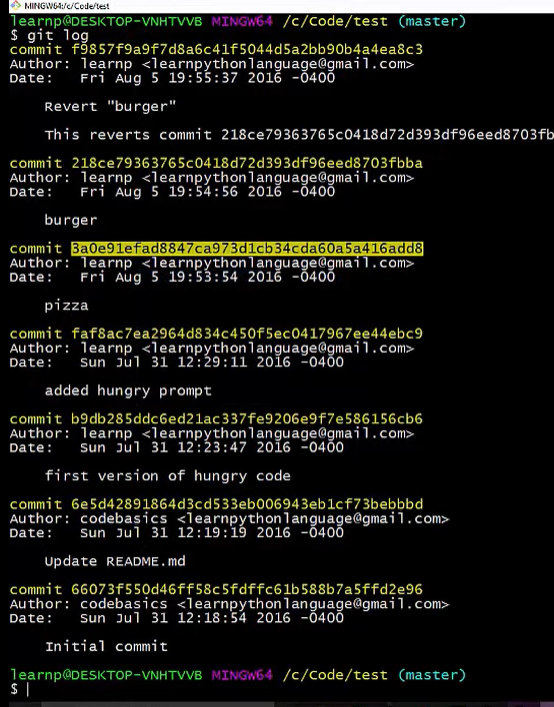 MINGW64:/c/Code/test
learnp@DESKTOP-VNHTVVB MINGW64 /c/Code/test (master)
$ git log
commit f9857f9a9f7d8a6c41f5044d5a2bb90b4a4ea8c3
Author: learnp <learnpythonlanguage@gmail.com>
Date:   Fri Aug 5 19:55:37 2016 -0400
Revert "burger"
This reverts commit 218ce79363765c0418d72d393df96eed8703fb
commit 218ce79363765c0418d72d393df96eed8703fbba
Author: learnp <learnpythonlanguage@gmail.com>
Date:   Fri Aug 5 19:54:56 2016 -0400
burger
commit 3a0e91efad8847ca973d1cb34cda60a5a416add8
Author: learnp <learnpythonlanguage@gmail.com>
Date:   Fri Aug 5 19:53:54 2016 -0400
pizza
commit faf8ac7ea2964d834c450f5ec0417967ee44ebc9
Author: learnp <learnpythonlanguage@gmail.com>
Date:   Sun Jul 31 12:29:11 2016 -0400
added hungry prompt
commit b9db285ddc6ed21ac337fe9206e9f7e586156cb6
Author: learnp <learnpythonlanguage@gmail.com>
Date:   Sun Jul 31 12:23:47 2016 -0400
first version of hungry code
commit 6e5d42891864d3cd533eb006943eb1cf73bebbbd
Author: codebasics <learnpythonlanguage@gmail.com>
Date:   Sun Jul 31 12:19:19 2016 -0400
Update README.md
commit 66073f550d46ff58c5fdffc61b588b7a5ffd2e96
Author: codebasics <learnpythonlanguage@gmail.com>
Date:   Sun Jul 31 12:18:54 2016 -0400
Initial commit
learnp@DESKTOP-VNHTVVB MINGW64 /c/Code/test (master)
$